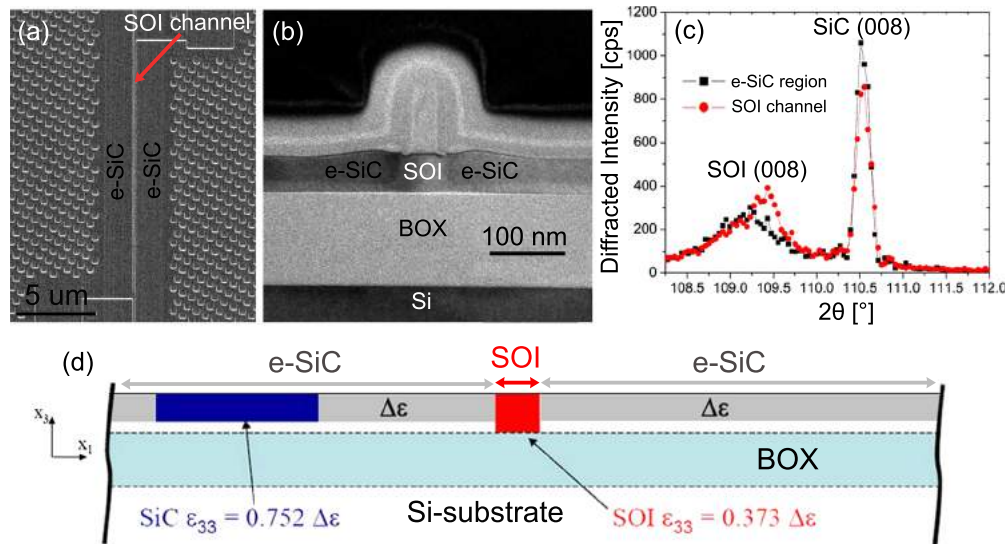 (a)
SOI channel
e-SiC
e-SiC
5 um
(b)
e-SiC
SOI
e-SiC
BOX
100 nm
Si
(c)
SiC (008)
e-SiC region
SOI channel
SOI (008)
Diffracted Intensity [cps]
1200
1000
800
600
400
200
0
108.5 109.0 109.5 110.0 110.5 111.0 111.5 112.0
2θ [°]
(d)
e-SiC
SOI
e-SiC
Δε
Δε
x₃
x₁
BOX
SiC ε₃₃ = 0.752 Δε
Si-substrate
SOI ε₃₃ = 0.373 Δε